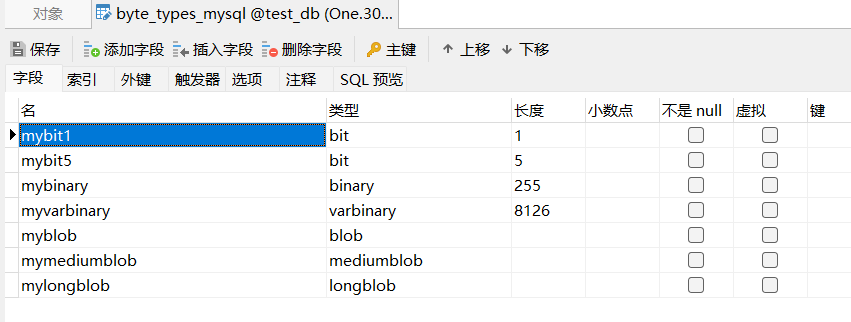 对象 byte_types_mysql @test_db (One.30...
保存 添加字段 插入字段 删除字段 主键 上移 下移
字段 索引 外键 触发器 选项 注释 SQL 预览
名 类型 长度 小数点 不是 null 虚拟 键
mybit1 bit 1
mybit5 bit 5
mybinary binary 255
myvarbinary varbinary 8126
myblob blob
mymediumblob mediumblob
mylongblob longblob